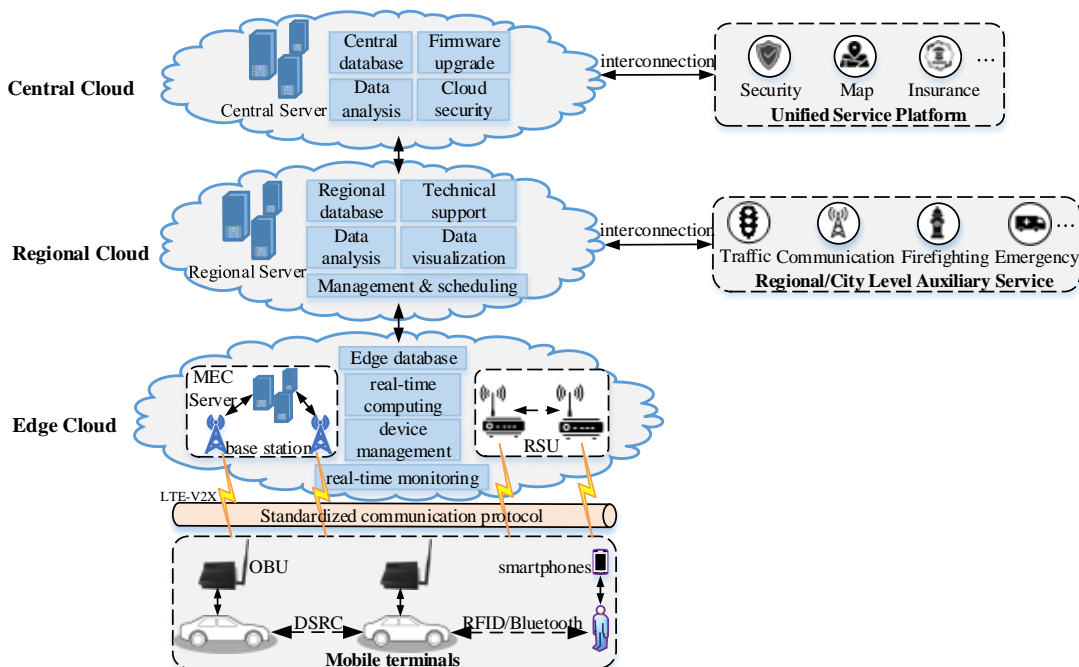 Central Cloud
Central Server
Central
database
Firmware
upgrade
Data
analysis
Cloud
security
interconnection
Security
Map
Insurance
...
Unified Service Platform
Regional Cloud
Regional Server
Regional
database
Technical
support
Data
analysis
Data
visualization
Management & scheduling
interconnection
Traffic
Communication
Firefighting
Emergency
...
Regional/City Level Auxiliary Service
Edge Cloud
MEC
Server
base station
Edge database
real-time
computing
device
management
real-time monitoring
RSU
LTE-V2X
Standardized communication protocol
OBU
smartphones
DSRC
RFID/Bluetooth
Mobile terminals